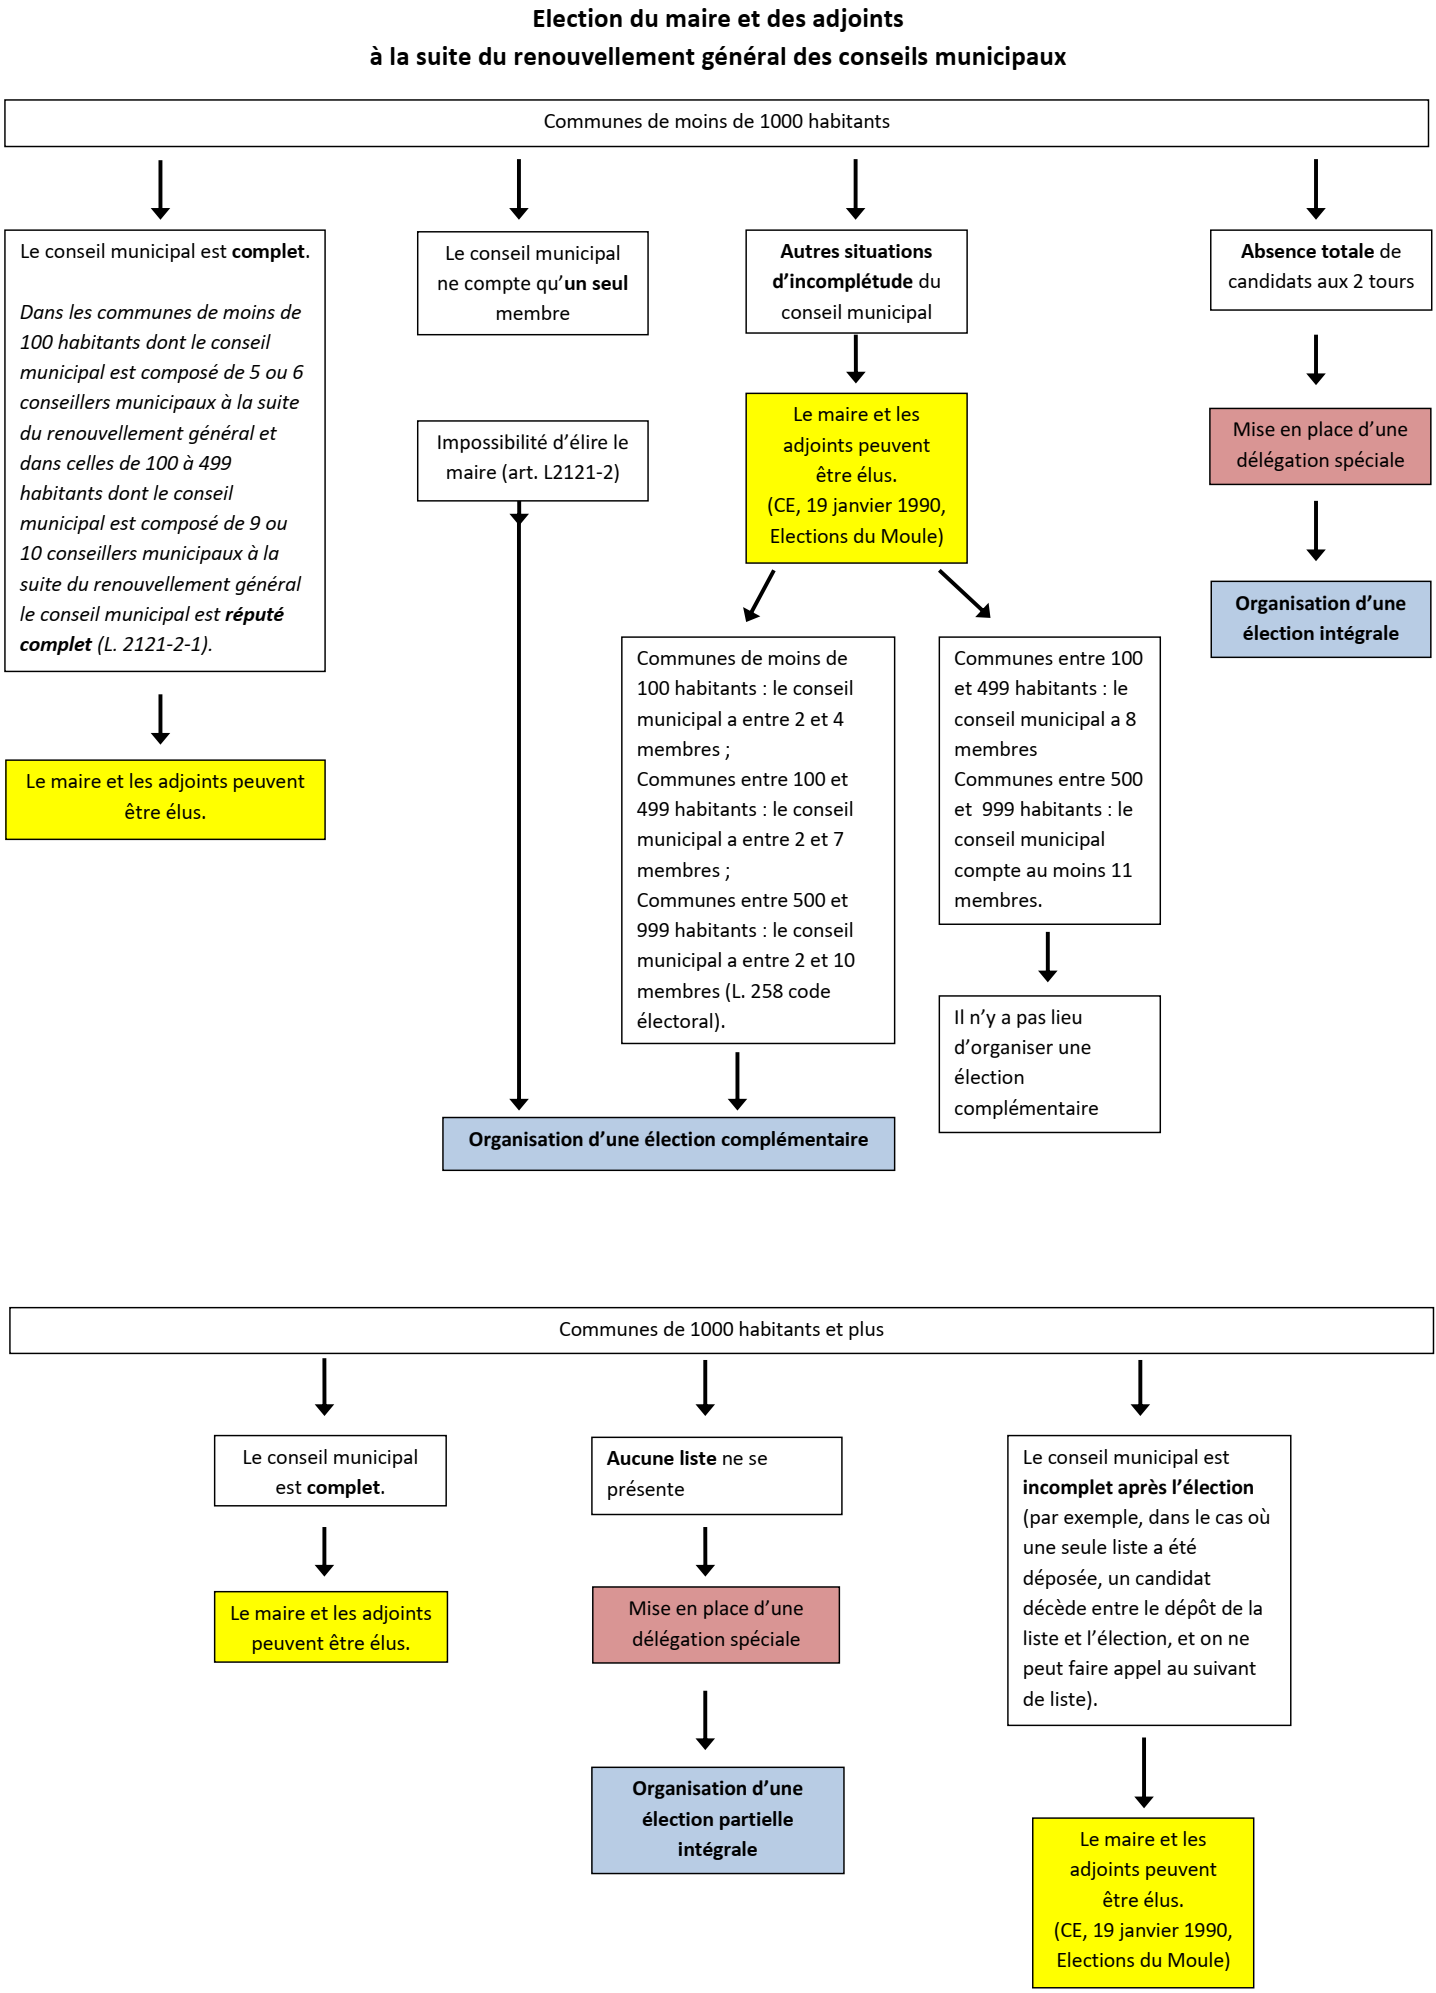 Election du maire et des adjoints
à la suite du renouvellement général des conseils municipaux
Communes de moins de 1000 habitants
Le conseil municipal est complet.
Dans les communes de moins de
100 habitants dont le conseil
municipal est composé de 5 ou 6
conseillers municipaux à la suite
du renouvellement général et
dans celles de 100 à 499
habitants dont le conseil
municipal est composé de 9 ou
10 conseillers municipaux à la
suite du renouvellement général
le conseil municipal est réputé
complet (L. 2121-2-1).
Le maire et les adjoints peuvent
être élus.
Le conseil municipal
ne compte qu’un seul
membre
Impossibilité d’élire le
maire (art. L2121-2)
Autres situations
d’incomplétude du
conseil municipal
Le maire et les
adjoints peuvent
être élus.
(CE, 19 janvier 1990,
Elections du Moule)
Communes de moins de
100 habitants : le conseil
municipal a entre 2 et 4
membres ;
Communes entre 100 et
499 habitants : le conseil
municipal a entre 2 et 7
membres ;
Communes entre 500 et
999 habitants : le conseil
municipal a entre 2 et 10
membres (L. 258 code
électoral).
Organisation d’une élection complémentaire
Communes entre 100
et 499 habitants : le
conseil municipal a 8
membres
Communes entre 500
et  999 habitants : le
conseil municipal
compte au moins 11
membres.
Il n’y a pas lieu
d’organiser une
élection
complémentaire
Absence totale de
candidats aux 2 tours
Mise en place d’une
délégation spéciale
Organisation d’une
élection intégrale
Communes de 1000 habitants et plus
Le conseil municipal
est complet.
Le maire et les adjoints
peuvent être élus.
Aucune liste ne se
présente
Mise en place d’une
délégation spéciale
Organisation d’une
élection partielle
intégrale
Le conseil municipal est
incomplet après l’élection
(par exemple, dans le cas où
une seule liste a été
déposée, un candidat
décède entre le dépôt de la
liste et l’élection, et on ne
peut faire appel au suivant
de liste).
Le maire et les
adjoints peuvent
être élus.
(CE, 19 janvier 1990,
Elections du Moule)